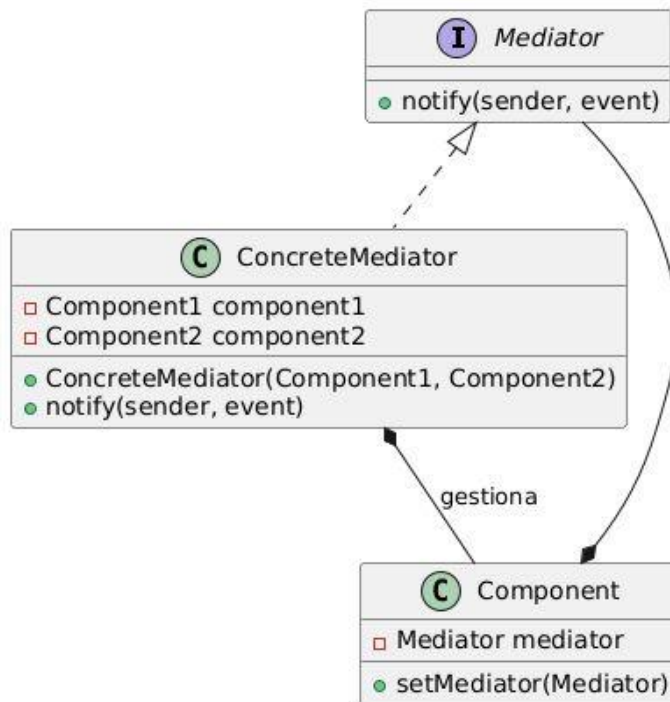 I Mediator
notify(sender, event)
C ConcreteMediator
Component1 component1
Component2 component2
ConcreteMediator(Component1, Component2)
notify(sender, event)
gestiona
C Component
Mediator mediator
setMediator(Mediator)